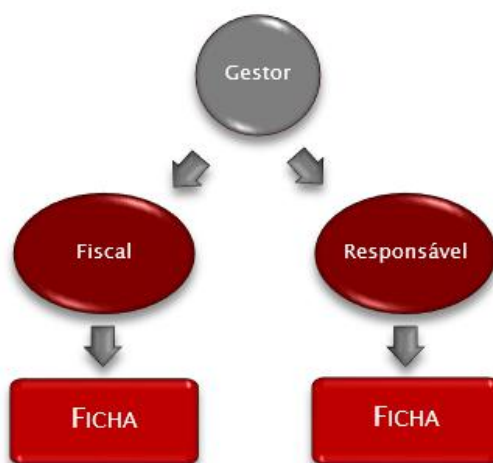 Gestor
Fiscal
Responsável
FICHA
FICHA